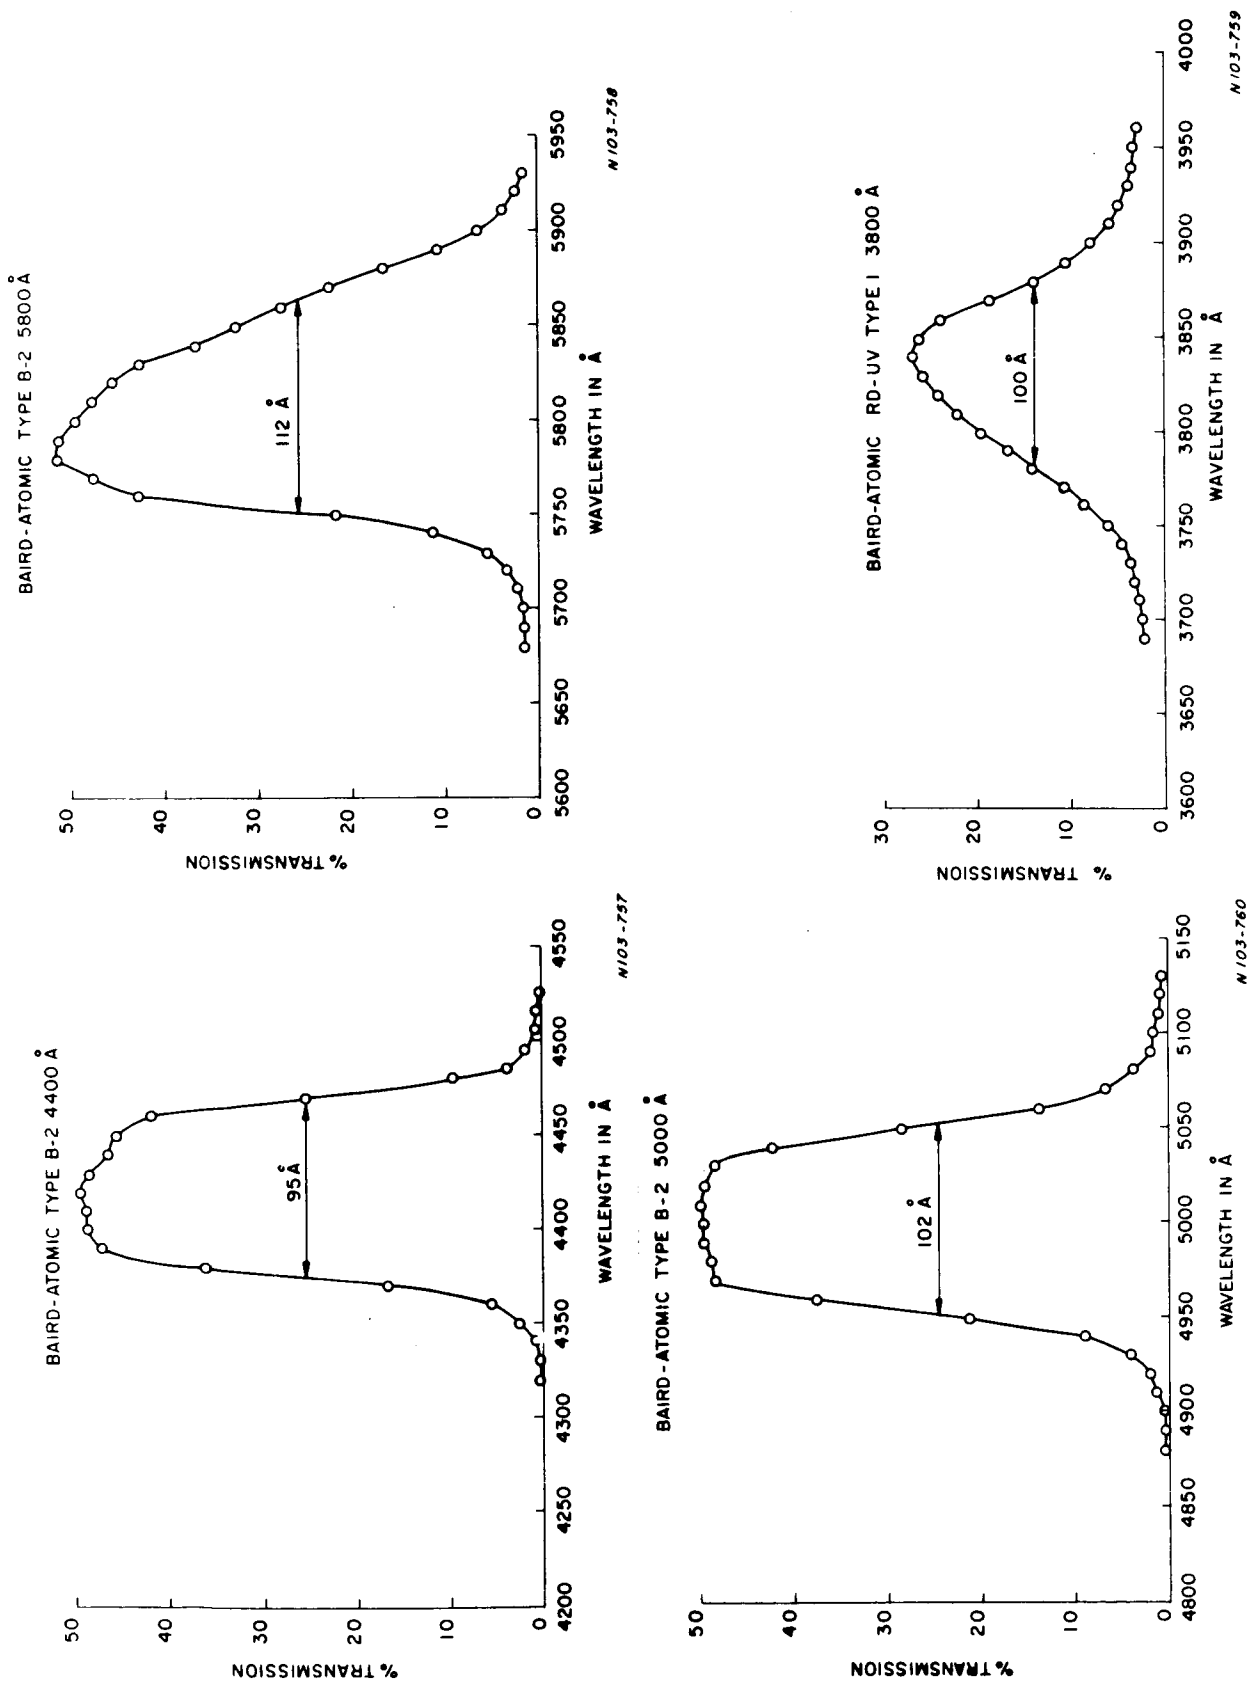 BAIRD-ATOMIC TYPE B-2 4400 Å
% TRANSMISSION
50
40
30
20
10
0
95 Å
4200
4250
4300
4350
4400
4450
4500
4550
WAVELENGTH IN Å
N103-757
BAIRD-ATOMIC TYPE B-2 5800 Å
% TRANSMISSION
50
40
30
20
10
0
112 Å
5600
5650
5700
5750
5800
5850
5900
5950
WAVELENGTH IN Å
N103-758
BAIRD-ATOMIC TYPE B-2 5000 Å
% TRANSMISSION
50
40
30
20
10
0
102 Å
4800
4850
4900
4950
5000
5050
5100
5150
WAVELENGTH IN Å
N103-760
BAIRD-ATOMIC RD-UV TYPE I 3800 Å
% TRANSMISSION
30
20
10
0
100 Å
3600
3650
3700
3750
3800
3850
3900
3950
4000
WAVELENGTH IN Å
N103-759